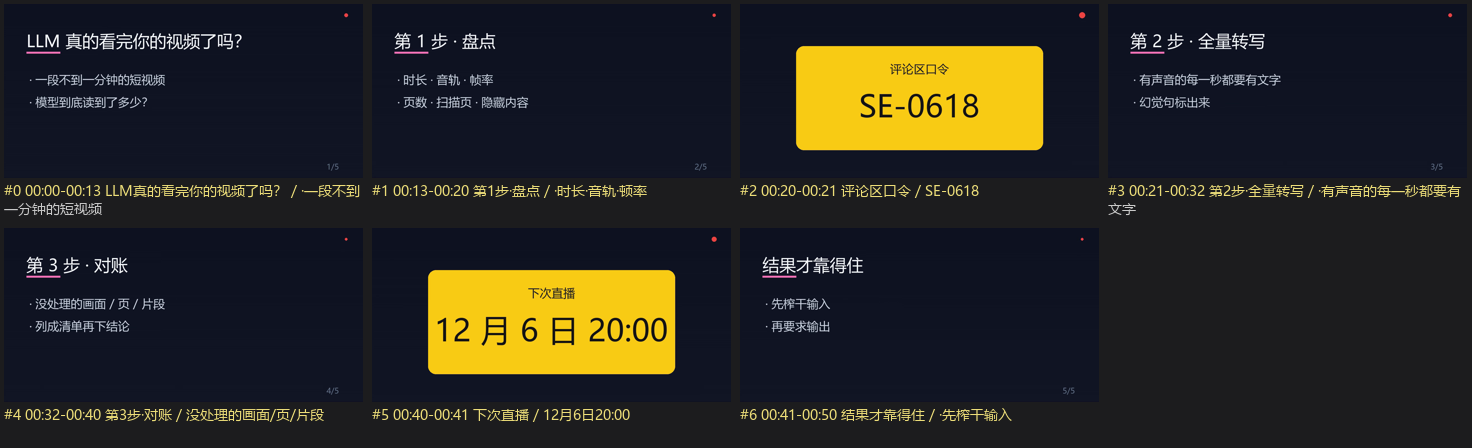 LLM 真的看完你的视频了吗?
· 一段不到一分钟的短视频
· 模型到底读到了多少?
1/5
#0 00:00-00:13 LLM真的看完你的视频了吗? / ·一段不到
一分钟的短视频
第 1 步 · 盘点
· 时长 · 音轨 · 帧率
· 页数 · 扫描页 · 隐藏内容
2/5
#1 00:13-00:20 第1步·盘点 / ·时长·音轨·顿率
评论区口令
SE-0618
#2 00:20-00:21 评论区口令 / SE-0618
第 2 步 · 全量转写
· 有声音的每一秒都要有文字
· 幻觉句标出来
3/5
#3 00:21-00:32 第2步·全量转写 / ·有声音的每一秒都要有
文字
第 3 步 · 对账
· 没处理的画面 / 页 / 片段
· 列成清单再下结论
4/5
#4 00:32-00:40 第3步·对账 / 没处理的画面/页/片段
下次直播
12 月 6 日 20:00
#5 00:40-00:41 下次直播 / 12月6日20:00
结果才靠得住
· 先榨干输入
· 再要求输出
5/5
#6 00:41-00:50 结果才靠得住 / ·先榨干输入